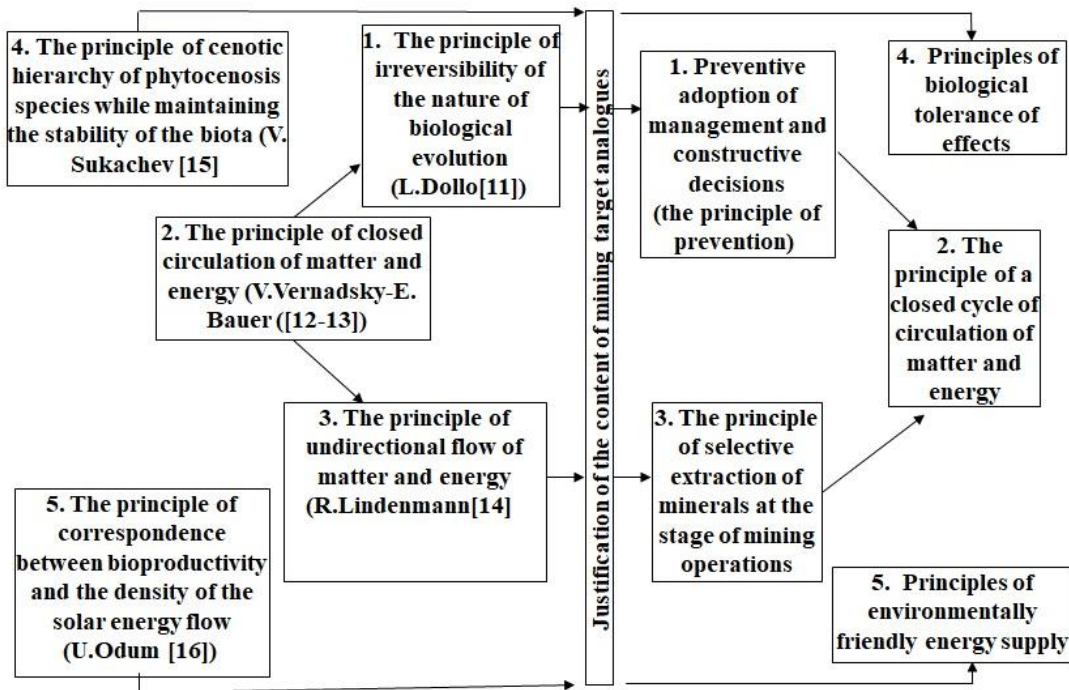 4. The principle of cenotic
hierarchy of phytocenosis
species while maintaining
the stability of the biota (V.
Sukachev [15]
1. The principle of
irreversibility of
the nature of
biological
evolution
(L.Dollo[11])
2. The principle of closed
circulation of matter and
energy (V.Vernadsky-E.
Bauer ([12-13])
3. The principle of
undirectional flow of
matter and energy
(R.Lindenmann[14]
5. The principle of
correspondence
between bioproductivity
and the density of the
solar energy flow
(U.Odum [16])
Justification of the content of mining target analogues
1. Preventive
adoption of
management and
constructive
decisions
(the principle of
prevention)
4. Principles of
biological
tolerance of
effects
2. The
principle of a
closed cycle of
circulation of
matter and
energy
3. The principle
of selective
extraction of
minerals at the
stage of mining
operations
5. Principles of
environmentally
friendly energy supply